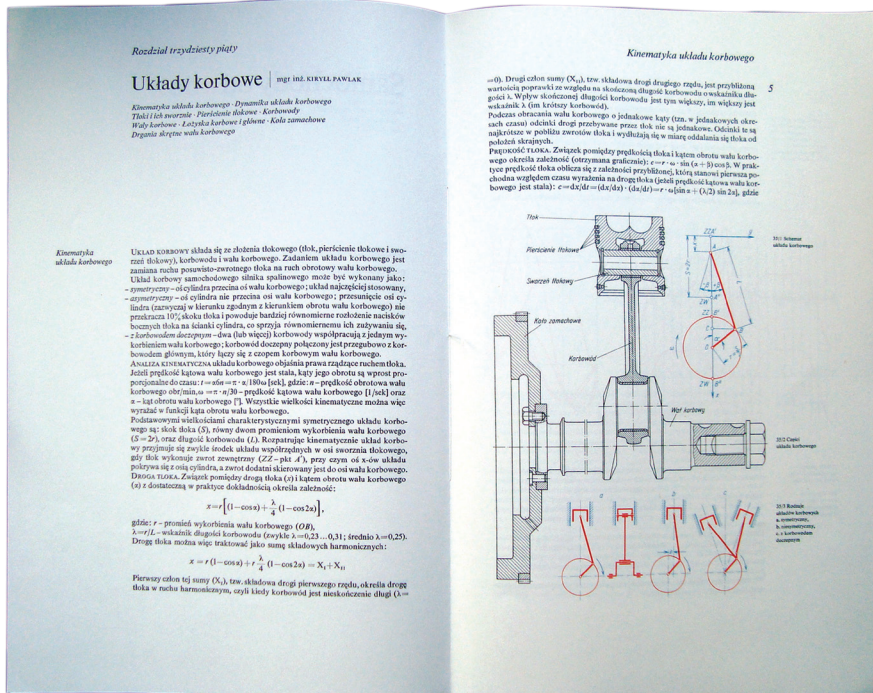 Rozdział trzydziesty piąty
Układy korbowe | mgr inż. KIRYŁŁ PAWLAK
Kinematyka układu korbowego · Dynamika układu korbowego
Tłoki i ich sworznie · Pierścienie tłokowe · Korbowody
Wały korbowe · Łożyska korbowe i główne · Koła zamachowe
Drgania skrętne wału korbowego
Kinematyka
układu korbowego
UKŁAD KORBOWY składa się ze złożenia tłokowego (tłok, pierścienie tłokowe i swo-
rzeń tłokowy), korbowodu i wału korbowego. Zadaniem układu korbowego jest
zamiana ruchu posuwisto-zwrotnego tłoka na ruch obrotowy wału korbowego.
Układ korbowy samochodowego silnika spalinowego może być wykonany jako:
– symetryczny – oś cylindra przecina oś wału korbowego; układ najczęściej stosowany,
– asymetryczny – oś cylindra nie przecina osi wału korbowego; przesunięcie osi cy-
lindra (zazwyczaj w kierunku zgodnym z kierunkiem obrotu wału korbowego) nie
przekracza 10% skoku tłoka i powoduje bardziej równomierne rozłożenie nacisków
bocznych tłoka na ścianki cylindra, co sprzyja równomiernemu ich zużywaniu się,
– z korbowodem doczepnym – dwa (lub więcej) korbowody współpracują z jednym wy-
korbieniem wału korbowego; korbowód doczepny połączony jest przegubowo z kor-
bowodem głównym, który łączy się z czopem korbowym wału korbowego.
ANALIZA KINEMATYCZNA układu korbowego objaśnia prawa rządzące ruchem tłoka.
Jeżeli prędkość kątowa wału korbowego jest stała, kąty jego obrotu są wprost pro-
porcjonalne do czasu: t=α6n=π · α/180ω [sek], gdzie: n – prędkość obrotowa wału
korbowego obr/min, ω =π · n/30 – prędkość kątowa wału korbowego [1/sek] oraz
α – kąt obrotu wału korbowego [°]. Wszystkie wielkości kinematyczne można więc
wyrażać w funkcji kąta obrotu wału korbowego.
Podstawowymi wielkościami charakterystycznymi symetrycznego układu korbo-
wego są: skok tłoka (S), równy dwom promieniom wykorbienia wału korbowego
(S=2r), oraz długość korbowodu (L). Rozpatrując kinematycznie układ korbo-
wy przyjmuje się zwykle środek układu współrzędnych w osi sworznia tłokowego,
gdy tłok wykonuje zwrot zewnętrzny (ZZ – pkt A'), przy czym oś x-ów układu
pokrywa się z osią cylindra, a zwrot dodatni skierowany jest do osi wału korbowego.
DROGA TŁOKA. Związek pomiędzy drogą tłoka (x) i kątem obrotu wału korbowego
(α) z dostateczną w praktyce dokładnością określa zależność:
x=r[(1−cosα)+ λ/4 (1−cos2α)],
gdzie: r – promień wykorbienia wału korbowego (OB),
λ=r/L – wskaźnik długości korbowodu (zwykle λ=0,23 ... 0,31; średnio λ=0,25).
Drogę tłoka można więc traktować jako sumę składowych harmonicznych:
x = r (1−cosα)+r λ/4 (1−cos2α) = XI+XII
Pierwszy człon tej sumy (XI), tzw. składowa drogi pierwszego rzędu, określa drogę
tłoka w ruchu harmonicznym, czyli kiedy korbowód jest nieskończenie długi (λ=
Kinematyka układu korbowego
5
=0). Drugi człon sumy (XII), tzw. składowa drogi drugiego rzędu, jest przybliżoną
wartością poprawki ze względu na skończoną długość korbowodu o wskaźniku dłu-
gości λ. Wpływ skończonej długości korbowodu jest tym większy, im większy jest
wskaźnik λ (im krótszy korbowód).
Podczas obracania wału korbowego o jednakowe kąty (tzn. w jednakowych okre-
sach czasu) odcinki drogi przebywane przez tłok nie są jednakowe. Odcinki te są
najkrótsze w pobliżu zwrotów tłoka i wydłużają się w miarę oddalania się tłoka od
położeń skrajnych.
PRĘDKOŚĆ TŁOKA. Związek pomiędzy prędkością tłoka i kątem obrotu wału korbo-
wego określa zależność (otrzymana graficznie): c=r · ω · sin (α + β) cosβ. W prak-
tyce prędkość tłoka oblicza się z zależności przybliżonej, którą stanowi pierwsza po-
chodna względem czasu wyrażenia na drogę tłoka (jeżeli prędkość kątowa wału kor-
bowego jest stała): c=dx/dt=(dx/dα) · (dα/dt)=r · ω[sin α + (λ/2) sin 2α], gdzie
Tłok
Pierścienie tłokowe
Sworzeń tłokowy
Koło zamachowe
Korbowód
Wał korbowy
ZZ A'
y
x
A
S=2r
β
L
ZW A"
ZZ B'
C
B
α
O
ZW B"
x
35/1 Schemat
układu korbowego
35/2 Części
układu korbowego
a
b
c
35/3 Rodzaje
układów korbowych
a. symetryczny,
b. niesymetryczny,
c. z korbowodem
doczepnym